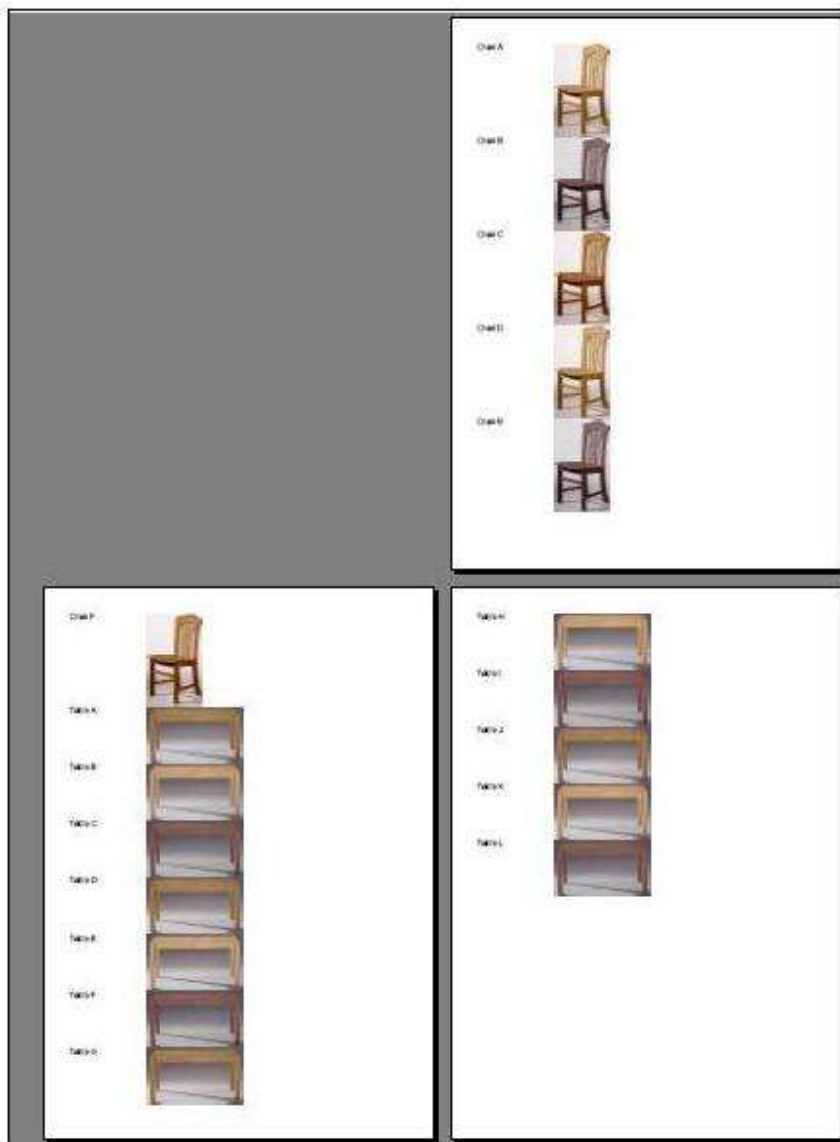 Chair A
Chair B
Chair C
Chair D
Chair E
Chair F
Table A
Table B
Table C
Table D
Table E
Table F
Table G
Table H
Table I
Table J
Table K
Table L